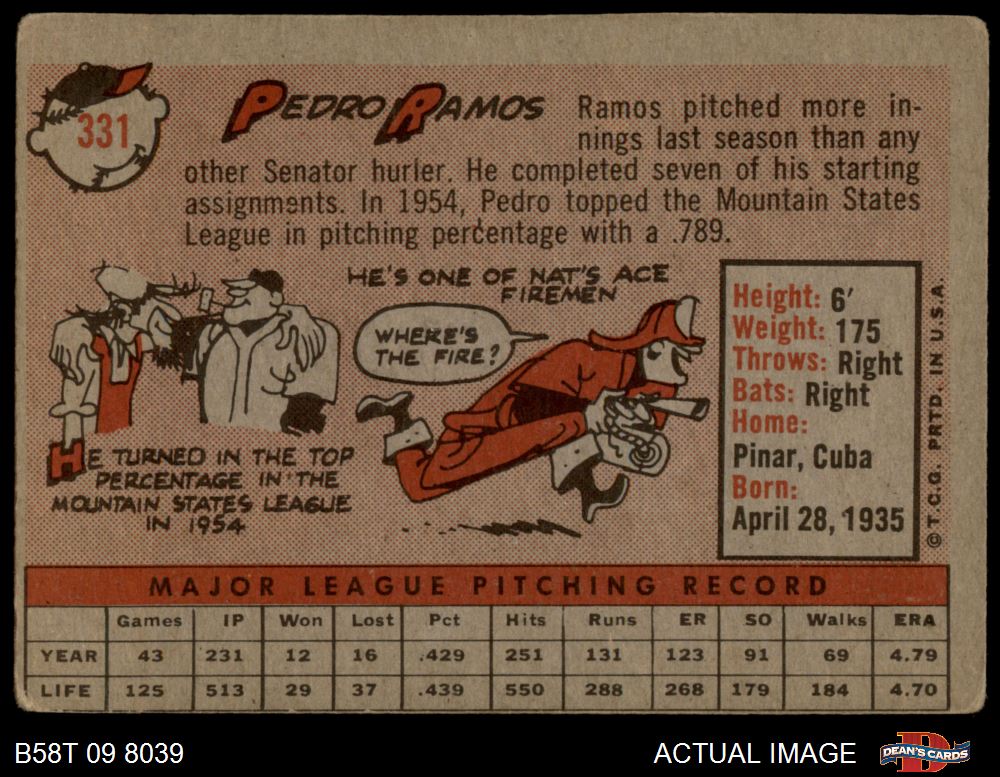 331
PEDRO RAMOS
Ramos pitched more in-
nings last season than any
other Senator hurler. He completed seven of his starting
assignments. In 1954, Pedro topped the Mountain States
League in pitching percentage with a .789.
HE TURNED IN THE TOP
PERCENTAGE IN THE
MOUNTAIN STATES LEAGUE
IN 1954
HE'S ONE OF NAT'S ACE
FIREMEN
WHERE'S
THE FIRE?
Height: 6'
Weight: 175
Throws: Right
Bats: Right
Home:
Pinar, Cuba
Born:
April 28, 1935
©T.C.G. PRTD. IN U.S.A.
MAJOR LEAGUE PITCHING RECORD
Games IP Won Lost Pct Hits Runs ER SO Walks ERA
YEAR 43 231 12 16 .429 251 131 123 91 69 4.79
LIFE 125 513 29 37 .439 550 288 268 179 184 4.70
B58T 09 8039
ACTUAL IMAGE
D
DEAN'S CARDS